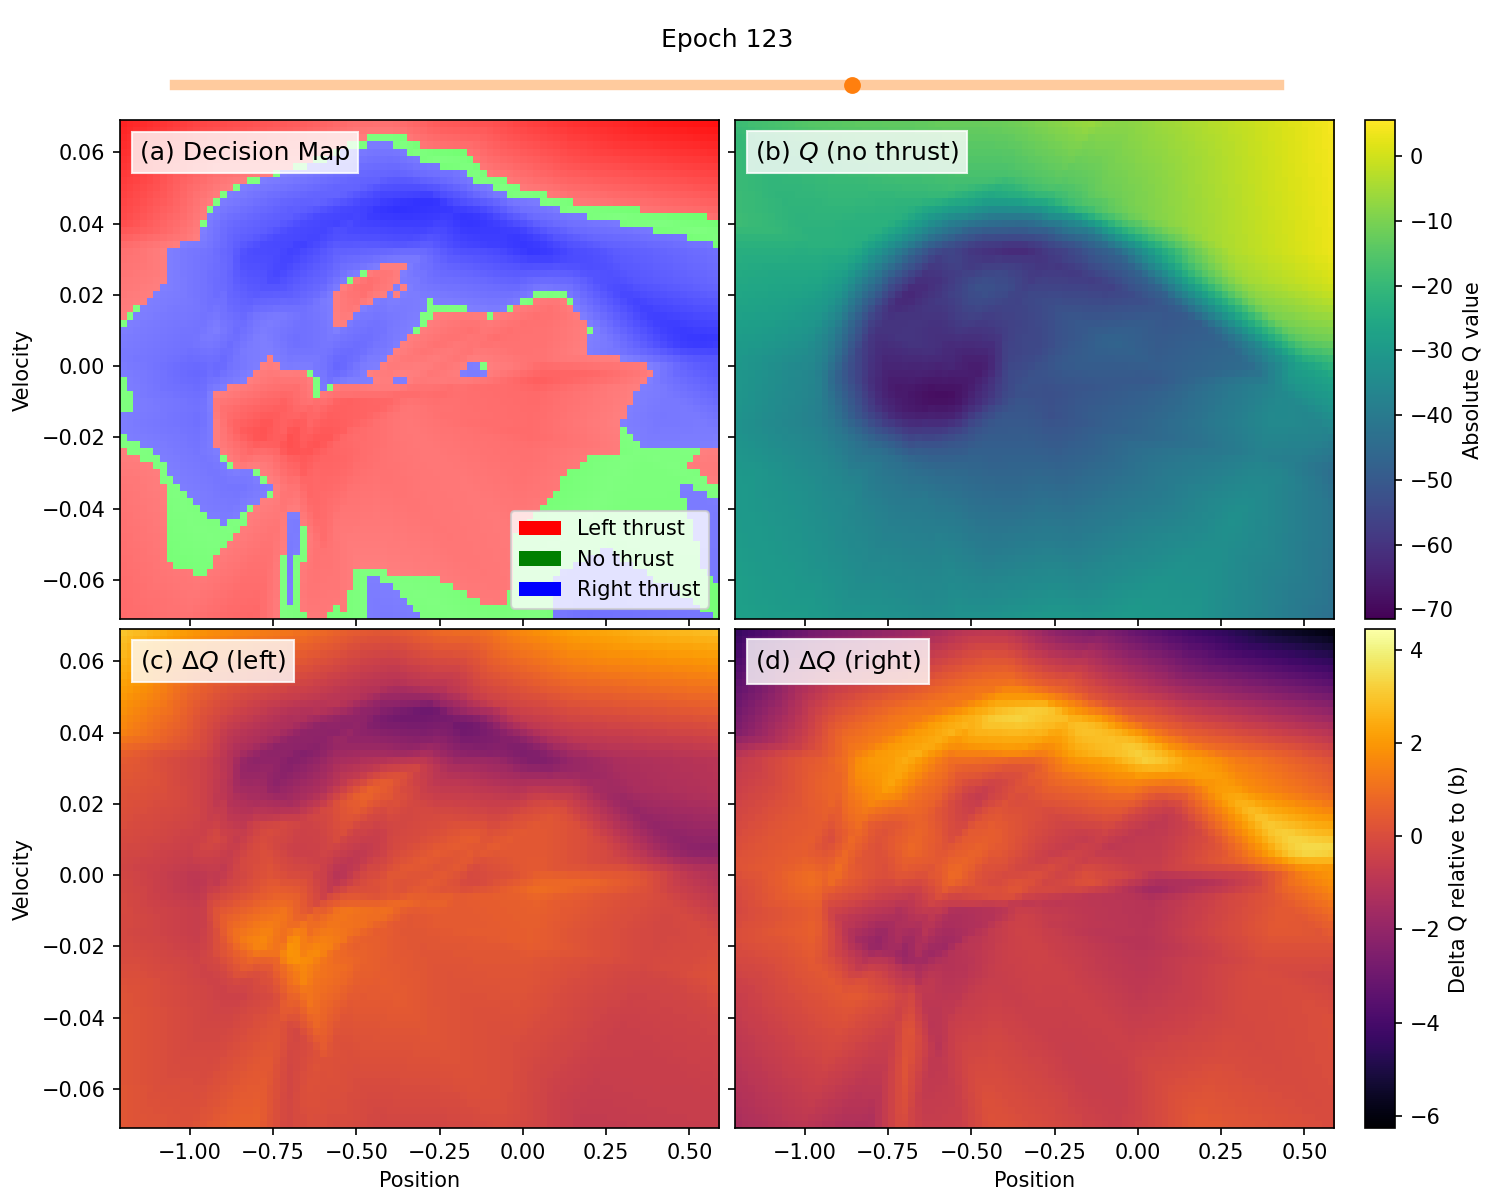 Epoch 123
(a) Decision Map
(b) Q (no thrust)
0.06
0.04
0.02
0.00
−0.02
−0.04
−0.06
Velocity
Left thrust
No thrust
Right thrust
0
−10
−20
−30
−40
−50
−60
−70
Absolute Q value
(c) ΔQ (left)
(d) ΔQ (right)
0.06
0.04
0.02
0.00
−0.02
−0.04
−0.06
Velocity
4
2
0
−2
−4
−6
Delta Q relative to (b)
−1.00 −0.75 −0.50 −0.25 0.00 0.25 0.50
Position
−1.00 −0.75 −0.50 −0.25 0.00 0.25 0.50
Position